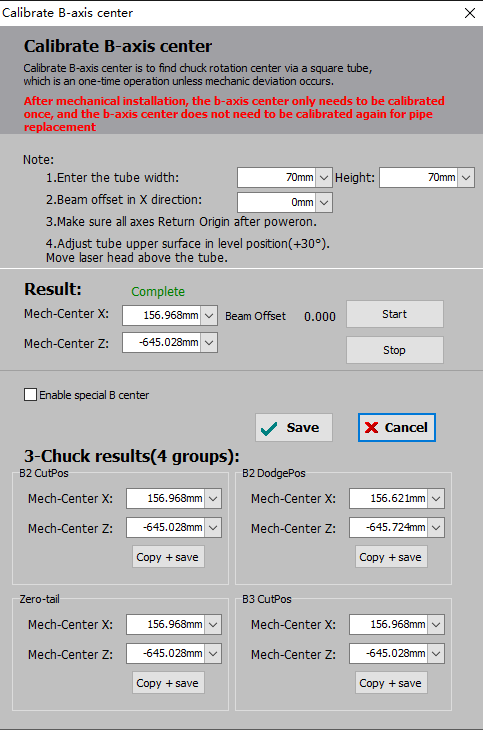 Calibrate B-axis center
Calibrate B-axis center
Calibrate B-axis center is to find chuck rotation center via a square tube,
which is an one-time operation unless mechanic deviation occurs.
After mechanical installation, the b-axis center only needs to be calibrated
once, and the b-axis center does not need to be calibrated again for pipe
replacement
Note:
1.Enter the tube width: 70mm Height: 70mm
2.Beam offset in X direction: 0mm
3.Make sure all axes Return Origin after poweron.
4.Adjust tube upper surface in level position(+30°).
Move laser head above the tube.
Result: Complete
Mech-Center X: 156.968mm Beam Offset 0.000 Start
Mech-Center Z: -645.028mm Stop
Enable special B center
Save Cancel
3-Chuck results(4 groups):
B2 CutPos
Mech-Center X: 156.968mm
Mech-Center Z: -645.028mm
Copy + save
B2 DodgePos
Mech-Center X: 156.621mm
Mech-Center Z: -645.724mm
Copy + save
Zero-tail
Mech-Center X: 156.968mm
Mech-Center Z: -645.028mm
Copy + save
B3 CutPos
Mech-Center X: 156.968mm
Mech-Center Z: -645.028mm
Copy + save